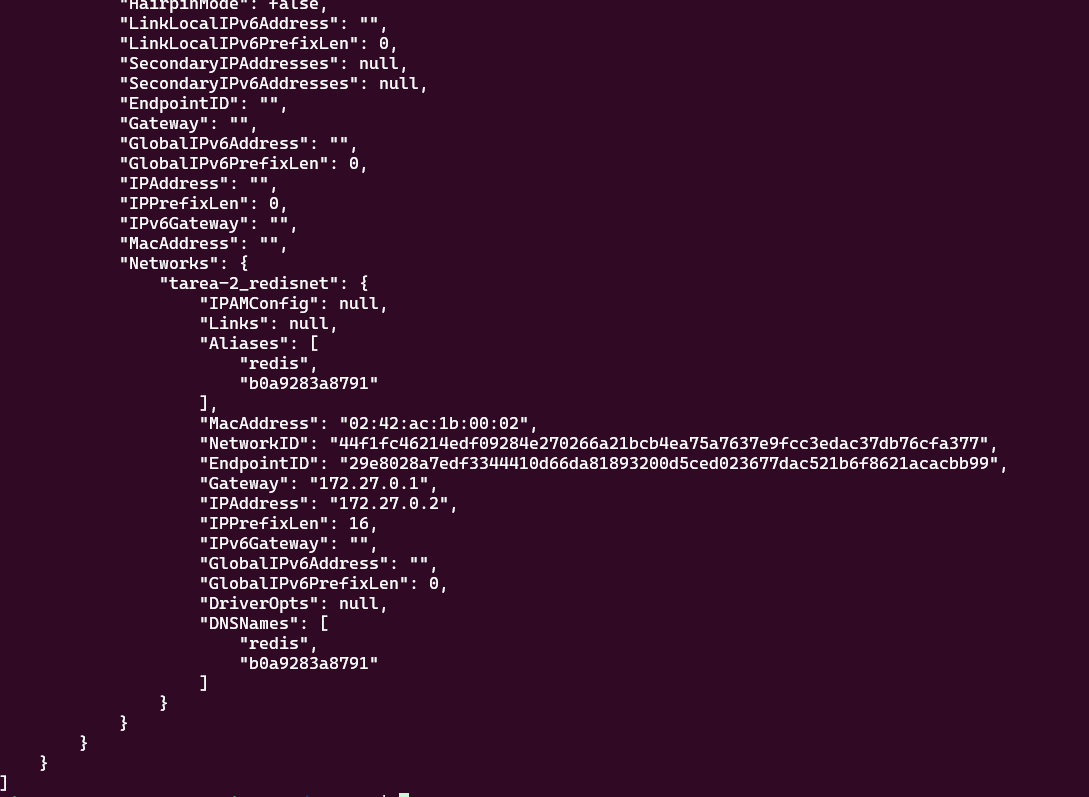 "HairpinMode": false,
"LinkLocalIPv6Address": "",
"LinkLocalIPv6PrefixLen": 0,
"SecondaryIPAddresses": null,
"SecondaryIPv6Addresses": null,
"EndpointID": "",
"Gateway": "",
"GlobalIPv6Address": "",
"GlobalIPv6PrefixLen": 0,
"IPAddress": "",
"IPPrefixLen": 0,
"IPv6Gateway": "",
"MacAddress": "",
"Networks": {
"tarea-2_redisnet": {
"IPAMConfig": null,
"Links": null,
"Aliases": [
"redis",
"b0a9283a8791"
],
"MacAddress": "02:42:ac:1b:00:02",
"NetworkID": "44f1fc46214edf09284e270266a21bcb4ea75a7637e9fcc3edac37db76cfa377",
"EndpointID": "29e8028a7edf3344410d66da81893200d5ced023677dac521b6f8621acacbb99",
"Gateway": "172.27.0.1",
"IPAddress": "172.27.0.2",
"IPPrefixLen": 16,
"IPv6Gateway": "",
"GlobalIPv6Address": "",
"GlobalIPv6PrefixLen": 0,
"DriverOpts": null,
"DNSNames": [
"redis",
"b0a9283a8791"
]
}
}
}
}
]